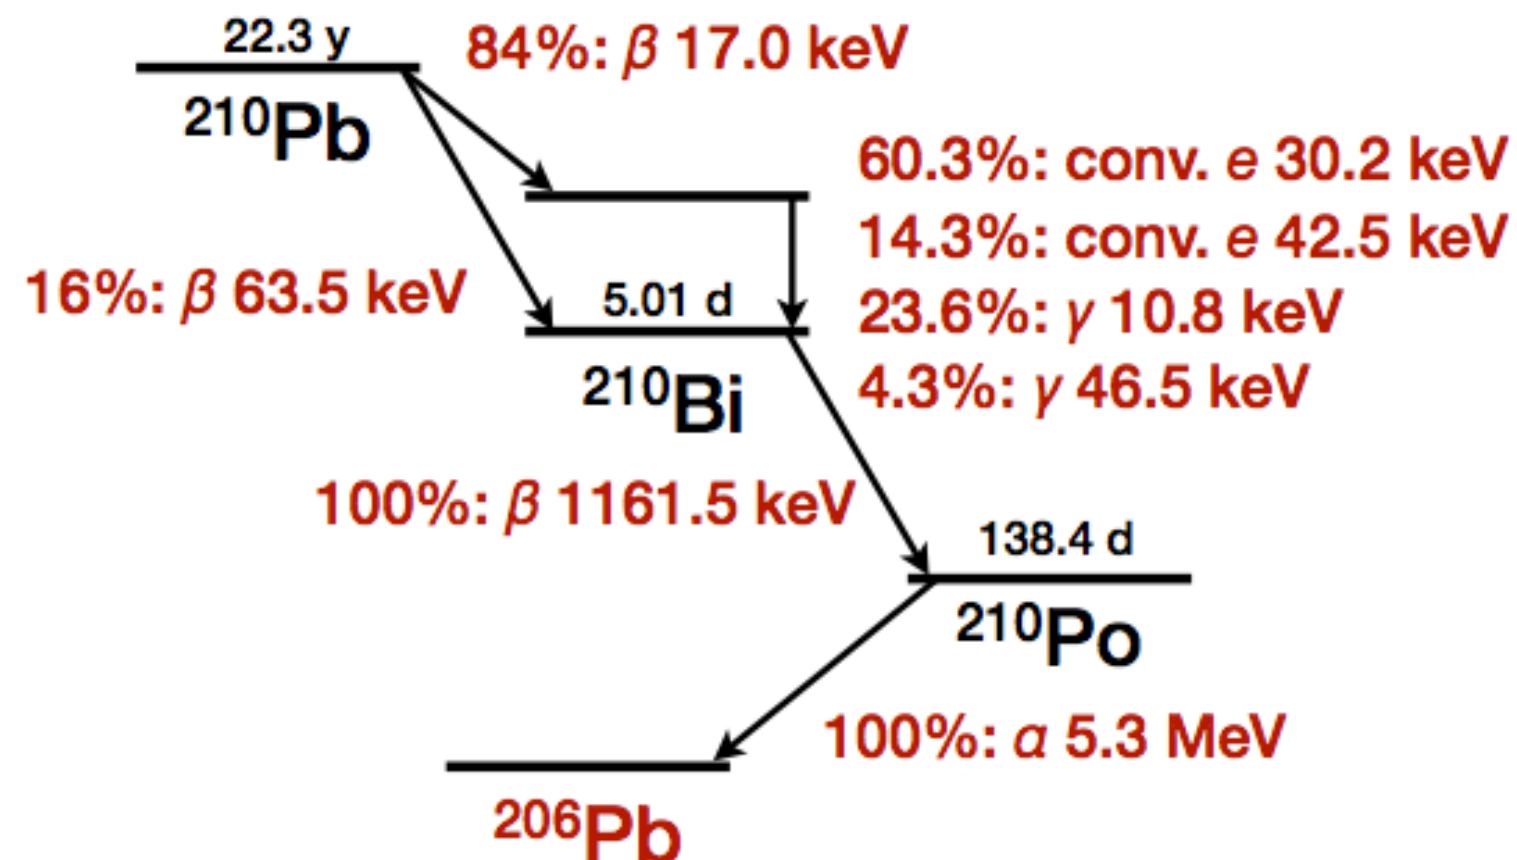 22.3 y
84%: β 17.0 keV
²¹⁰Pb
60.3%: conv. e 30.2 keV
14.3%: conv. e 42.5 keV
16%: β 63.5 keV
5.01 d
23.6%: γ 10.8 keV
²¹⁰Bi
4.3%: γ 46.5 keV
100%: β 1161.5 keV
138.4 d
²¹⁰Po
100%: α 5.3 MeV
²⁰⁶Pb